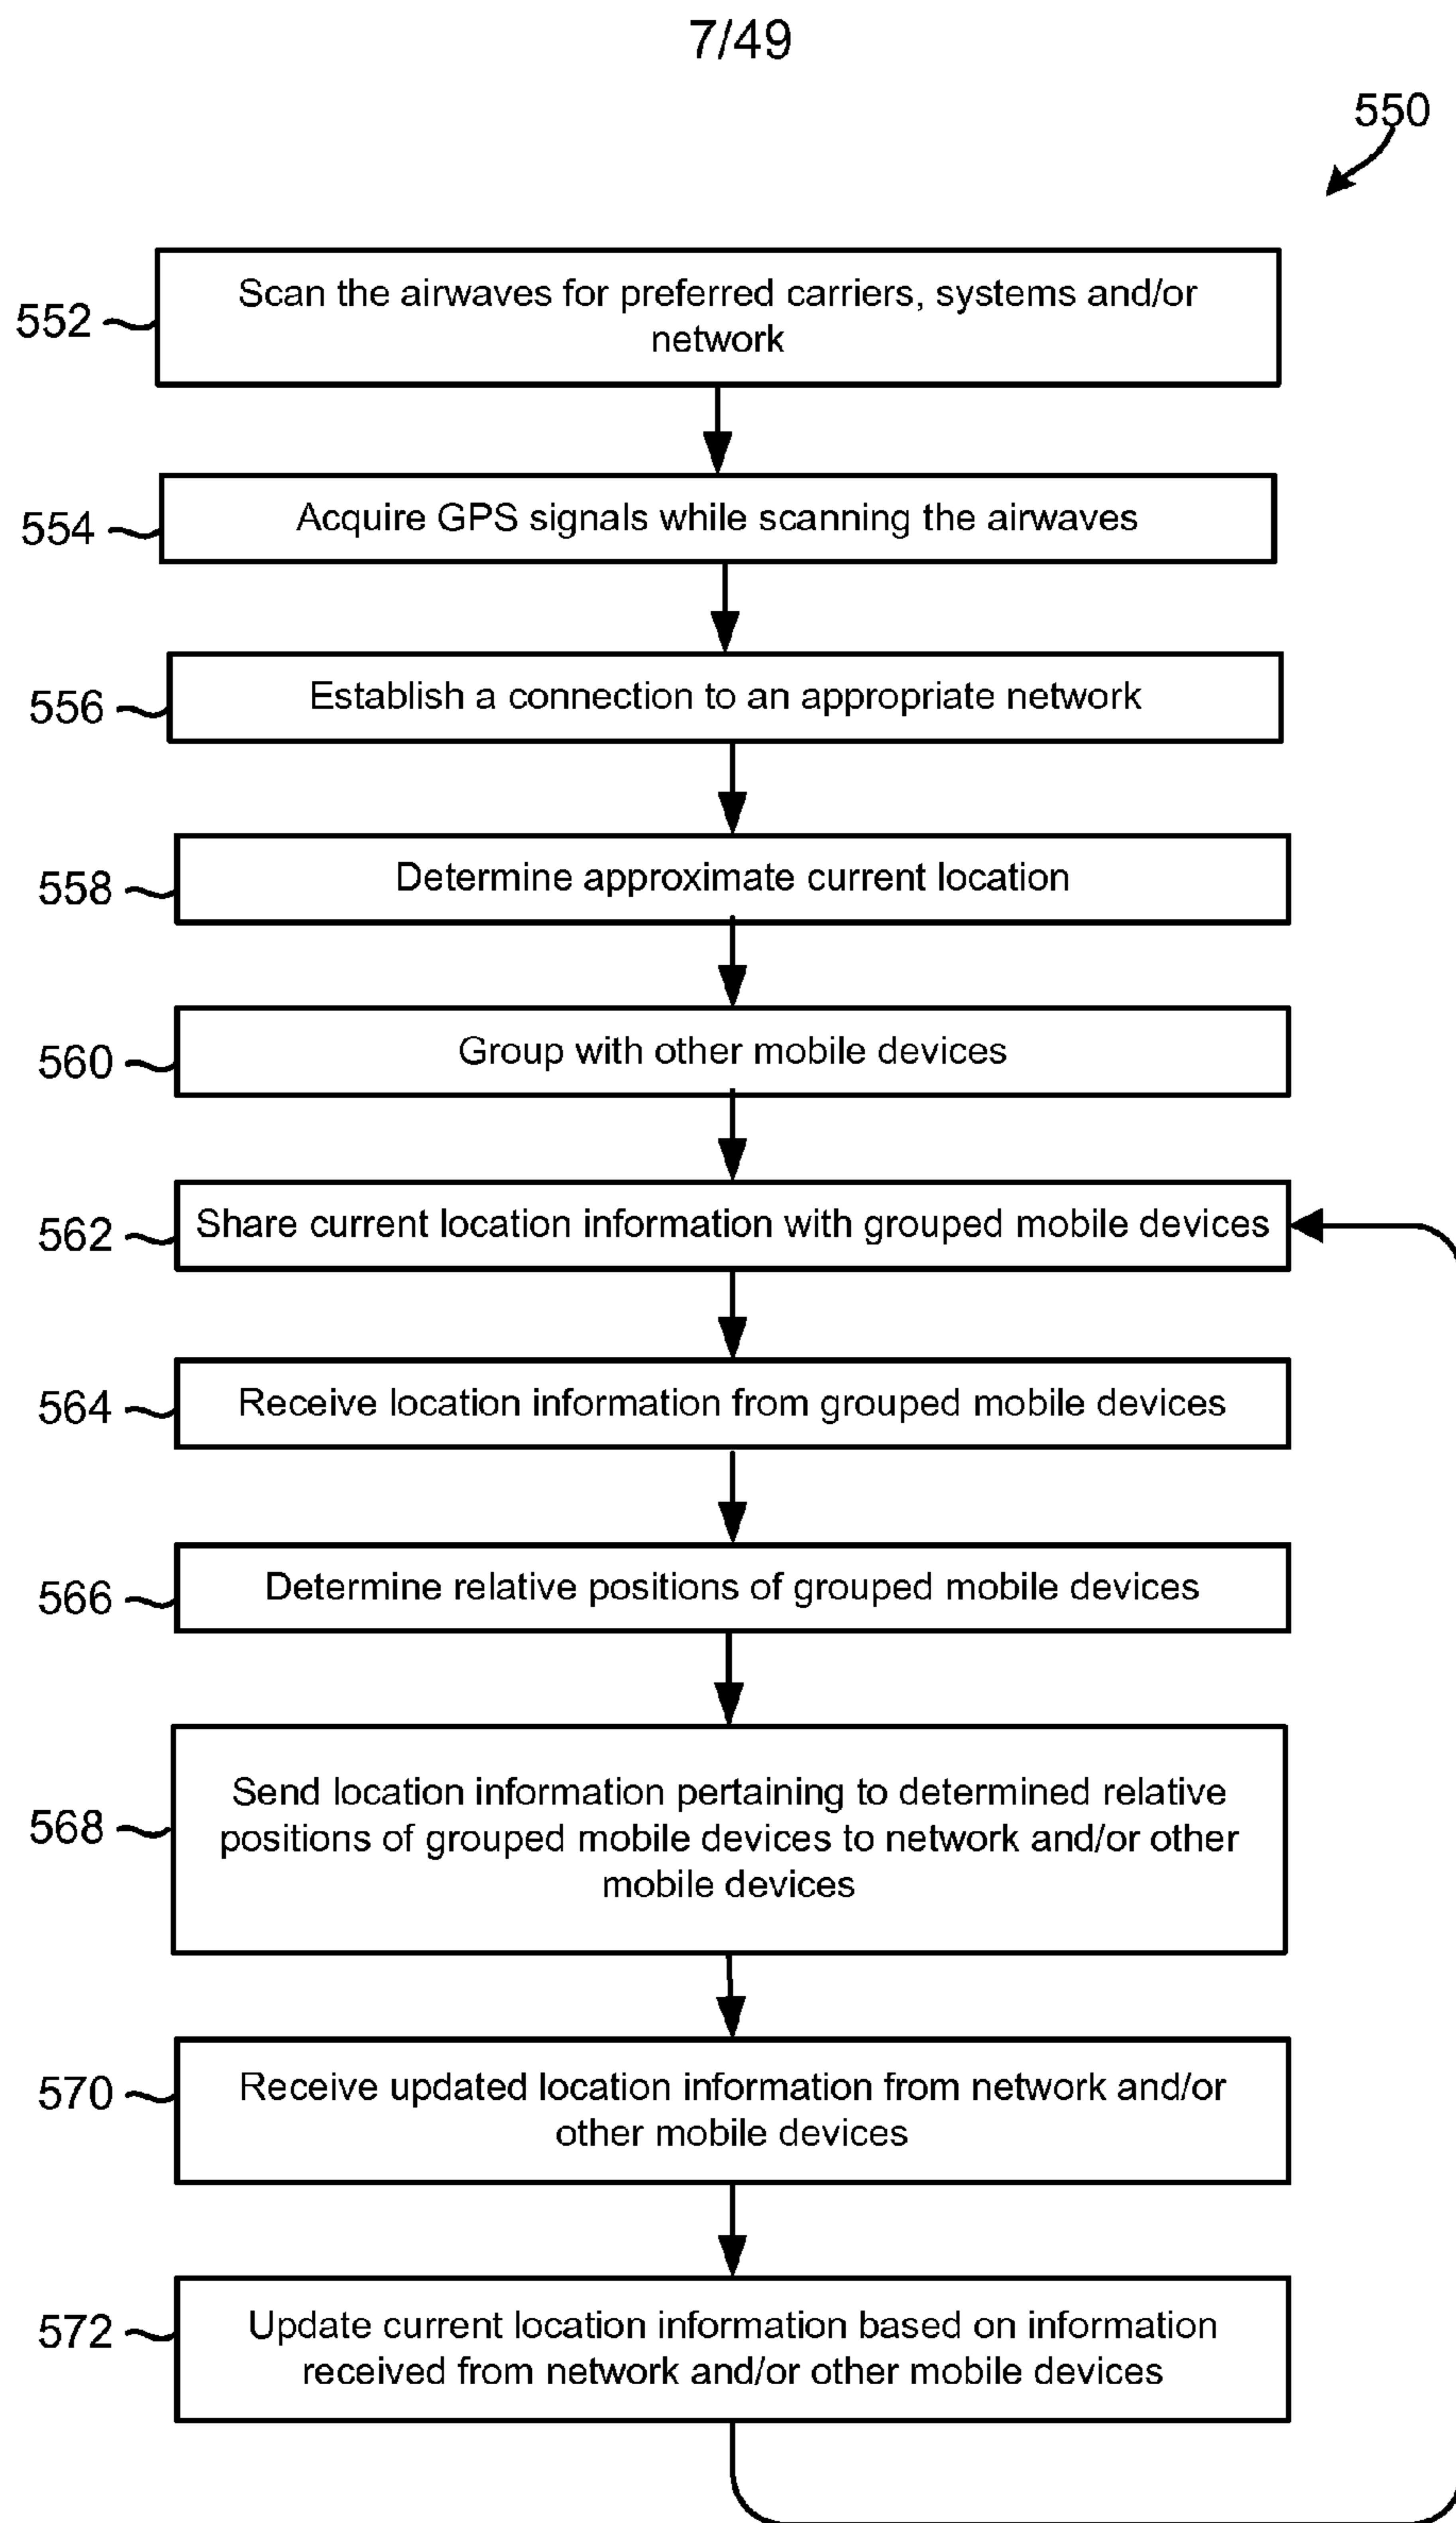 7/49
550
552
Scan the airwaves for preferred carriers, systems and/or
network
554
Acquire GPS signals while scanning the airwaves
556
Establish a connection to an appropriate network
558
Determine approximate current location
560
Group with other mobile devices
562
Share current location information with grouped mobile devices
564
Receive location information from grouped mobile devices
566
Determine relative positions of grouped mobile devices
568
Send location information pertaining to determined relative
positions of grouped mobile devices to network and/or other
mobile devices
570
Receive updated location information from network and/or
other mobile devices
572
Update current location information based on information
received from network and/or other mobile devices